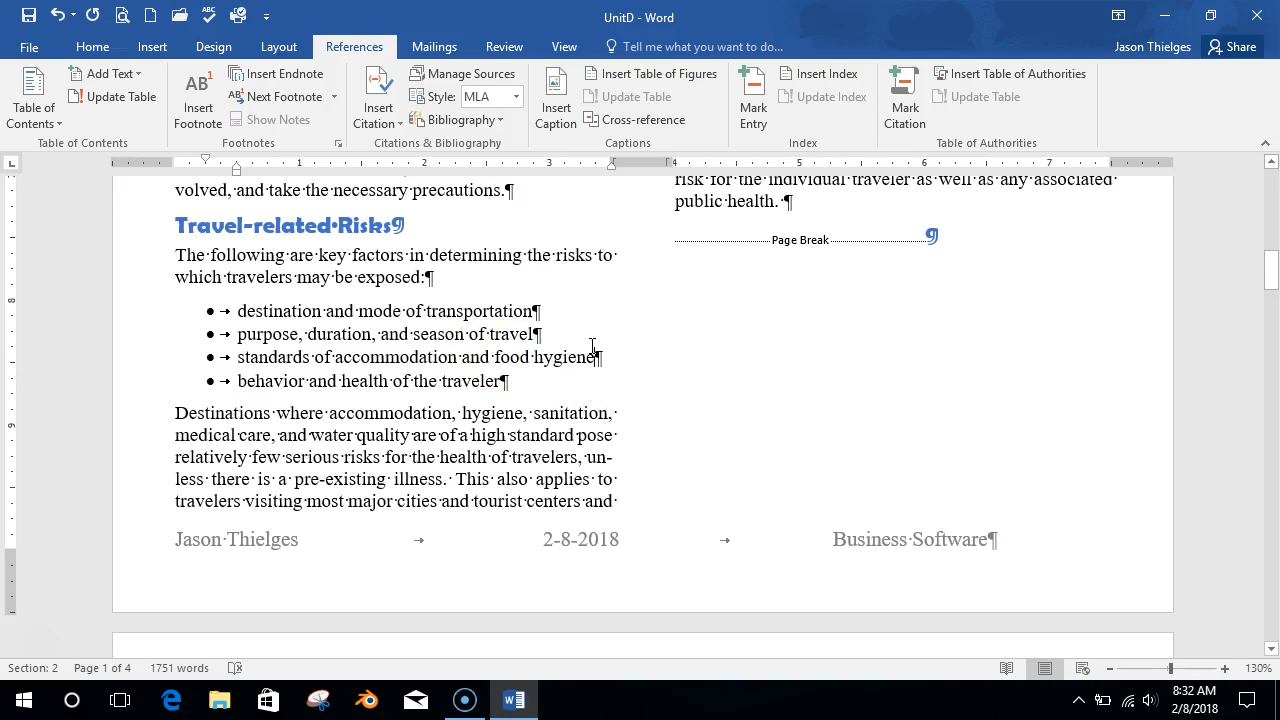 UnitD - Word
File Home Insert Design Layout References Mailings Review View Tell me what you want to do... Jason Thielges Share
Table of Contents
Add Text
Update Table
Table of Contents
AB1
Insert Footnote
Insert Endnote
Next Footnote
Show Notes
Footnotes
Insert Citation
Manage Sources
Style: MLA
Bibliography
Citations & Bibliography
Insert Caption
Insert Table of Figures
Update Table
Cross-reference
Captions
Mark Entry
Insert Index
Update Index
Index
Mark Citation
Insert Table of Authorities
Update Table
Table of Authorities
1 2 3 4 5 6 7
8
9
volved, and take the necessary precautions.¶
Travel-related Risks¶
The following are key factors in determining the risks to
which travelers may be exposed:¶
● → destination and mode of transportation¶
● → purpose, duration, and season of travel¶
● → standards of accommodation and food hygiene¶
● → behavior and health of the traveler¶
Destinations where accommodation, hygiene, sanitation,
medical care, and water quality are of a high standard pose
relatively few serious risks for the health of travelers, un-
less there is a pre-existing illness. This also applies to
travelers visiting most major cities and tourist centers and
risk for the individual traveler as well as any associated
public health. ¶
Page Break ¶
Jason Thielges → 2-8-2018 → Business Software¶
Section: 2 Page 1 of 4 1751 words 130%
8:32 AM
2/8/2018